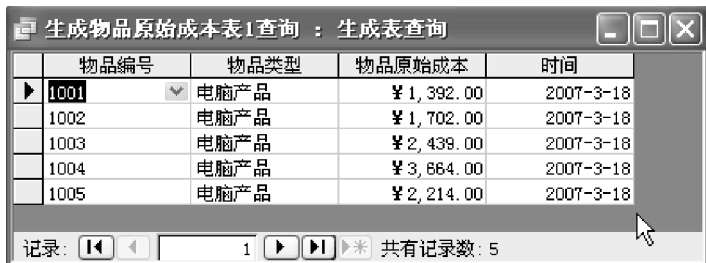 生成物品原始成本表1查询 : 生成表查询
物品编号 物品类型 物品原始成本 时间
1001 电脑产品 ¥1,392.00 2007-3-18
1002 电脑产品 ¥1,702.00 2007-3-18
1003 电脑产品 ¥2,439.00 2007-3-18
1004 电脑产品 ¥3,664.00 2007-3-18
1005 电脑产品 ¥2,214.00 2007-3-18
记录: 1 共有记录数: 5